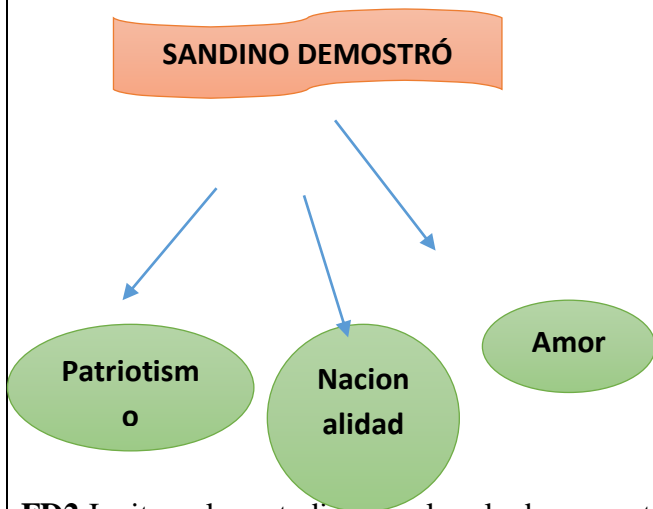 SANDINO DEMOSTRÓ
Patriotism
o
Nacion
alidad
Amor